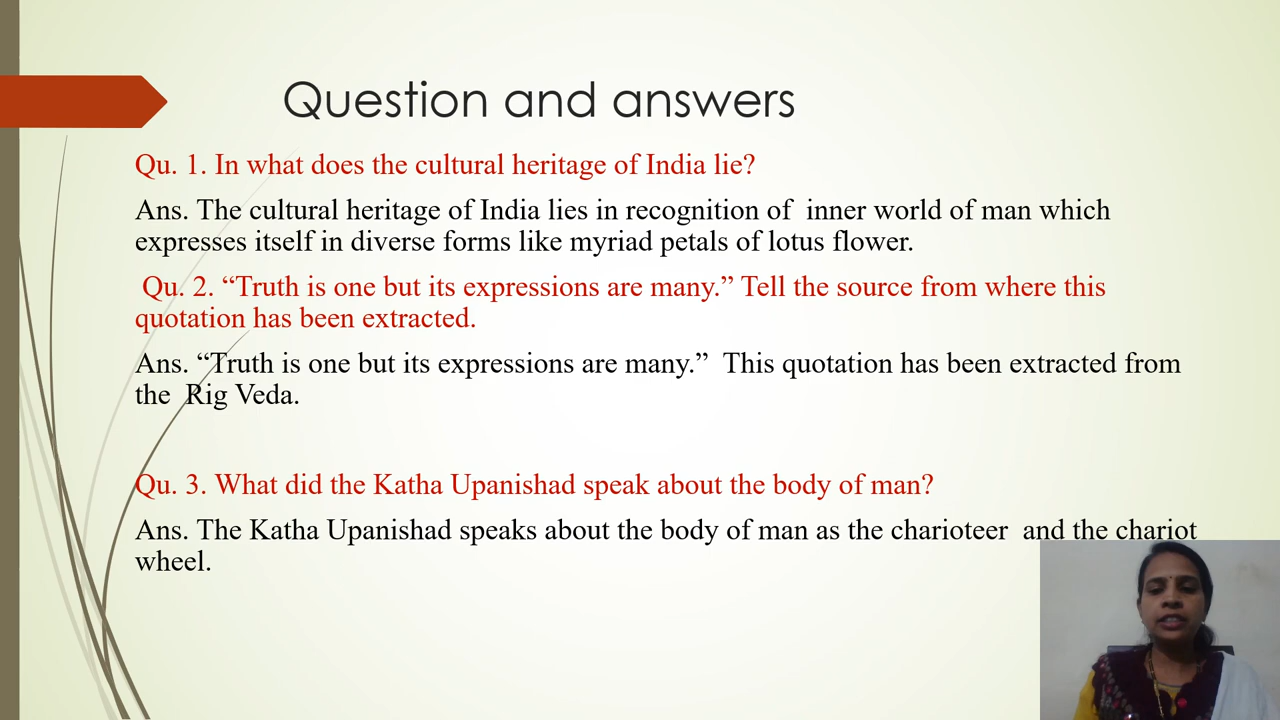 Question and answers
Qu. 1. In what does the cultural heritage of India lie?
Ans. The cultural heritage of India lies in recognition of  inner world of man which
expresses itself in diverse forms like myriad petals of lotus flower.
Qu. 2. “Truth is one but its expressions are many.” Tell the source from where this
quotation has been extracted.
Ans. “Truth is one but its expressions are many.”  This quotation has been extracted from
the  Rig Veda.
Qu. 3. What did the Katha Upanishad speak about the body of man?
Ans. The Katha Upanishad speaks about the body of man as the charioteer  and the chariot
wheel.